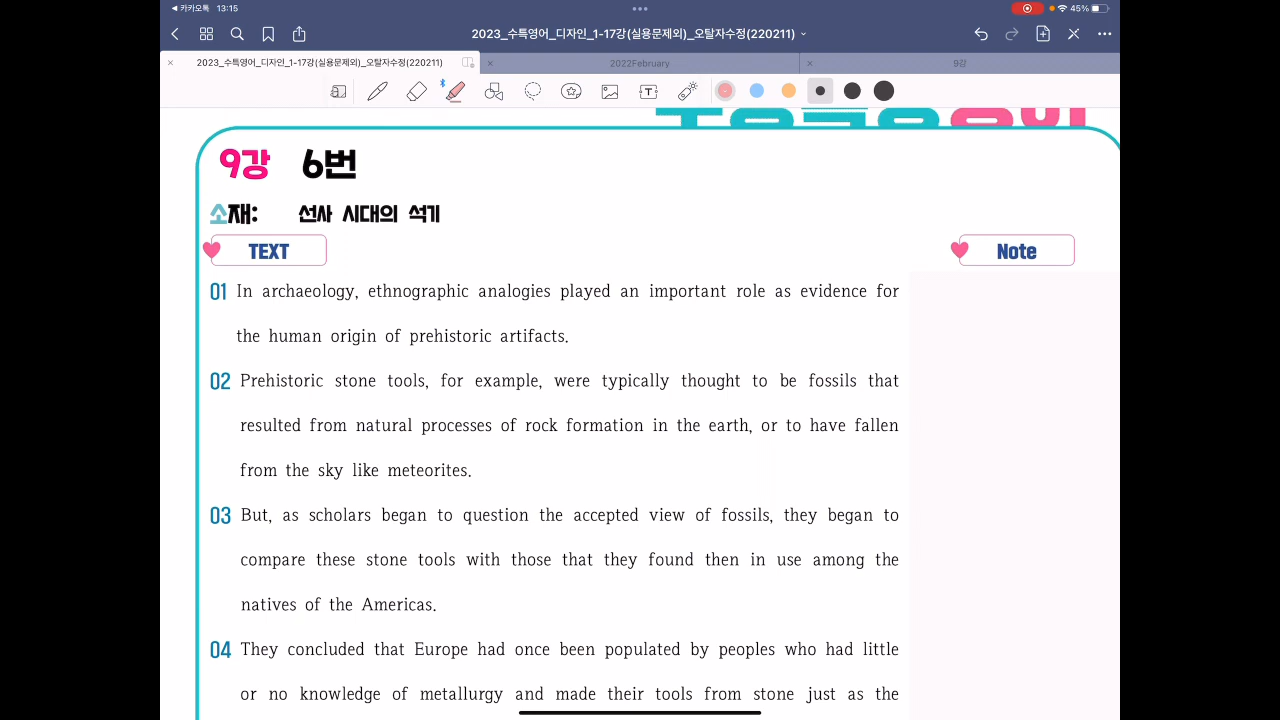 카카오톡 13:15
45%
2023_수특영어_디자인_1-17강(실용문제외)_오탈자수정(220211)
2023_수특영어_디자인_1-17강(실용문제외)_오탈자수정(220211)
2022February
9강
9강 6번
소재: 선사 시대의 석기
TEXT
Note
01 In archaeology, ethnographic analogies played an important role as evidence for
the human origin of prehistoric artifacts.
02 Prehistoric stone tools, for example, were typically thought to be fossils that
resulted from natural processes of rock formation in the earth, or to have fallen
from the sky like meteorites.
03 But, as scholars began to question the accepted view of fossils, they began to
compare these stone tools with those that they found then in use among the
natives of the Americas.
04 They concluded that Europe had once been populated by peoples who had little
or no knowledge of metallurgy and made their tools from stone just as the